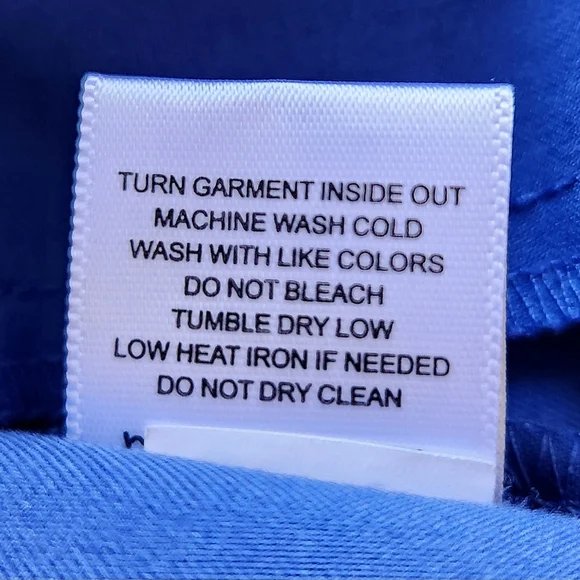 TURN GARMENT INSIDE OUT
MACHINE WASH COLD
WASH WITH LIKE COLORS
DO NOT BLEACH
TUMBLE DRY LOW
LOW HEAT IRON IF NEEDED
DO NOT DRY CLEAN